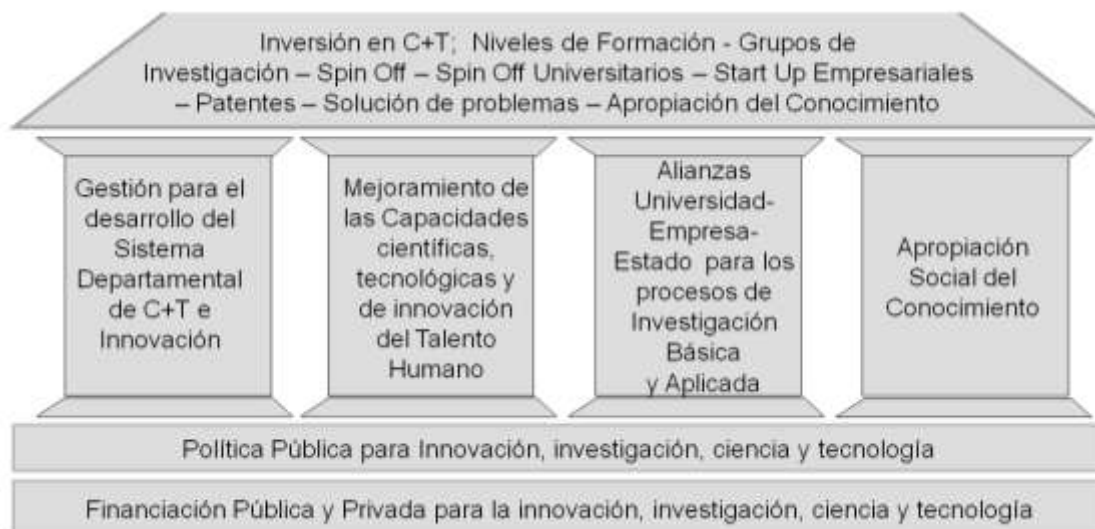 Inversión en C+T; Niveles de Formación - Grupos de
Investigación – Spin Off – Spin Off Universitarios – Start Up Empresariales
– Patentes – Solución de problemas – Apropiación del Conocimiento
Gestión para el
desarrollo del
Sistema
Departamental
de C+T e
Innovación
Mejoramiento de
las Capacidades
científicas,
tecnológicas y
de innovación
del Talento
Humano
Alianzas
Universidad-
Empresa-
Estado para los
procesos de
Investigación
Básica
y Aplicada
Apropiación
Social del
Conocimiento
Política Pública para Innovación, investigación, ciencia y tecnología
Financiación Pública y Privada para la innovación, investigación, ciencia y tecnología